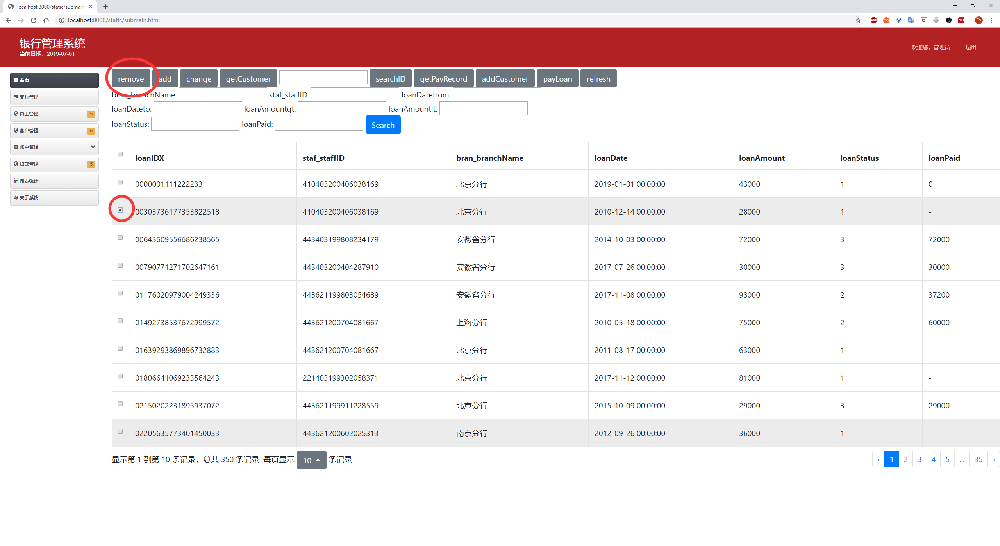 localhost:8000/static/submain.
localhost:8000/static/submain.html
ABP
CORS
Qy
银行管理系统
当前日期：2019-07-01
欢迎您，管理员 退出
首页
支行管理
员工管理 5
客户管理 5
账户管理
贷款管理 5
图表统计
关于系统
remove add change getCustomer searchID getPayRecord addCustomer payLoan refresh
bran_branchName: staf_staffID: loanDatefrom:
loanDateto: loanAmountgt: loanAmountlt:
loanStatus: loanPaid: Search
loanIDX staf_staffID bran_branchName loanDate loanAmount loanStatus loanPaid
0000001111222233 410403200406038169 北京分行 2019-01-01 00:00:00 43000 1 0
00303736177353822518 410403200406038169 北京分行 2010-12-14 00:00:00 28000 1 -
00643609556686238565 443403199808234179 安徽省分行 2014-10-03 00:00:00 72000 3 72000
00790771271702647161 443403200404287910 安徽省分行 2017-07-26 00:00:00 30000 3 30000
01176020979004249336 443621199803054689 安徽省分行 2017-11-08 00:00:00 93000 2 37200
01492738537672999572 443621200704081667 上海分行 2010-05-18 00:00:00 75000 2 60000
01639293869896732883 443621200704081667 北京分行 2011-08-17 00:00:00 63000 1 -
01806641069233564243 221403199302058371 北京分行 2017-11-12 00:00:00 81000 1 -
02150202231895937072 443621199911228559 北京分行 2015-10-09 00:00:00 29000 3 29000
02205635773401450033 443621200602025313 南京分行 2012-09-26 00:00:00 36000 1 -
显示第 1 到第 10 条记录，总共 350 条记录 每页显示 10 条记录 ‹ 1 2 3 4 5 ... 35 ›